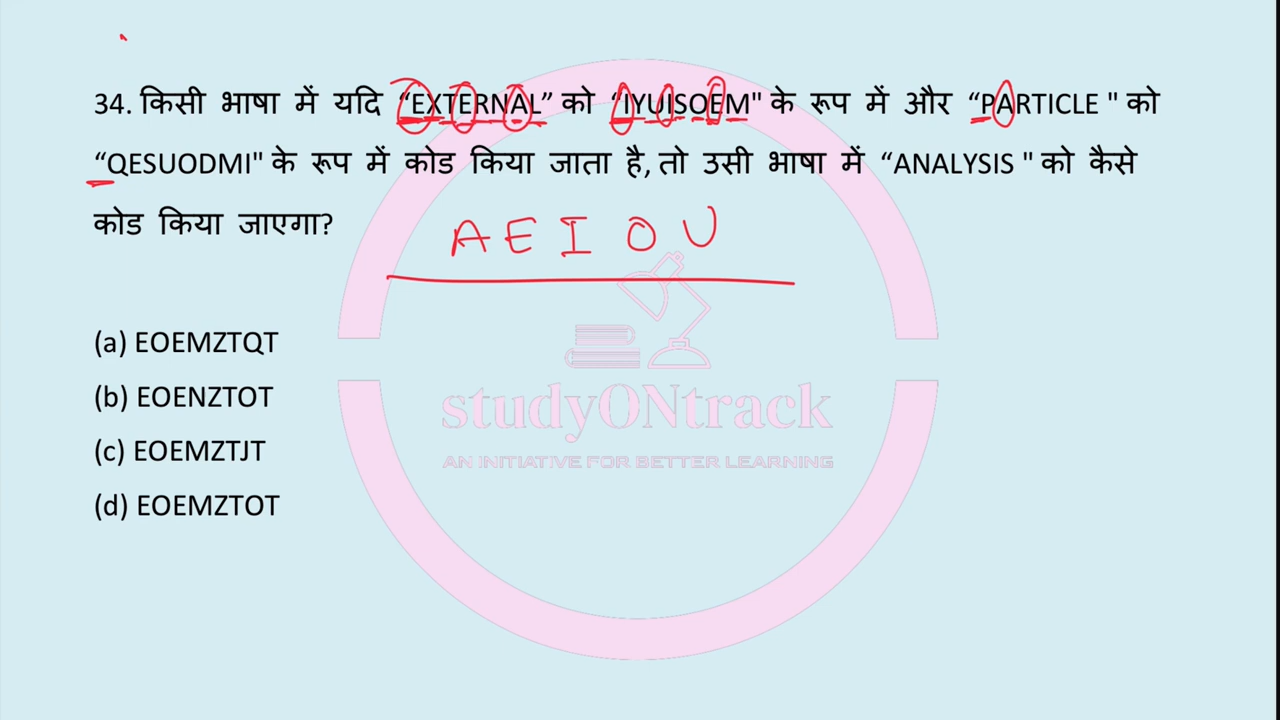 34. किसी भाषा में यदि “EXTERNAL” को “IYUISOEM" के रूप में और “PARTICLE " को
“QESUODMI" के रूप में कोड किया जाता है, तो उसी भाषा में “ANALYSIS " को कैसे
कोड किया जाएगा?
A E I O U
(a) EOEMZTQT
(b) EOENZTOT
(c) EOEMZTJT
(d) EOEMZTOT
studyONtrack
AN INITIATIVE FOR BETTER LEARNING